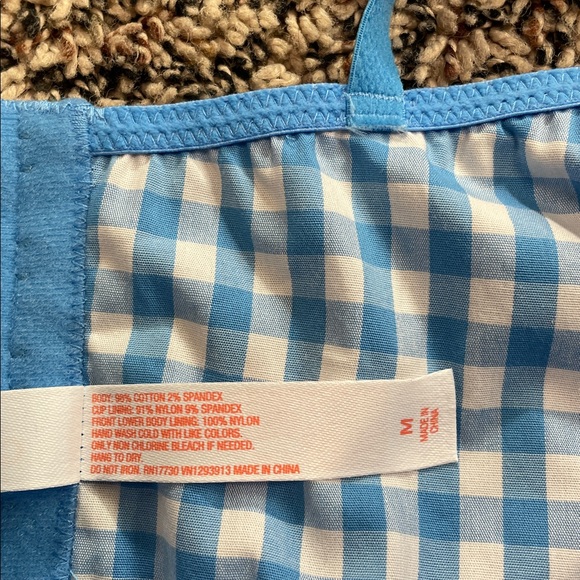 BODY: 98% COTTON 2% SPANDEX
CUP LINING: 91% NYLON 9% SPANDEX
FRONT LOWER BODY LINING: 100% NYLON
HAND WASH COLD WITH LIKE COLORS.
ONLY NON CHLORINE BLEACH IF NEEDED.
HANG TO DRY.
DO NOT IRON. RN17730 VN1293913 MADE IN CHINA
M
MADE IN
CHINA